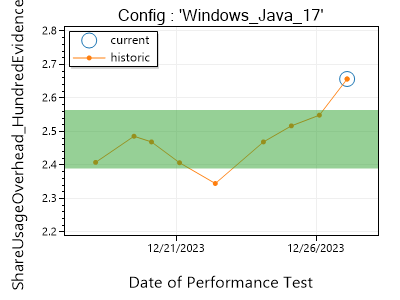 Config : 'Windows_Java_17'
ShareUsageOverhead_HundredEvidence
current
historic
2.8
2.7
2.6
2.5
2.4
2.3
2.2
12/21/2023
12/26/2023
Date of Performance Test